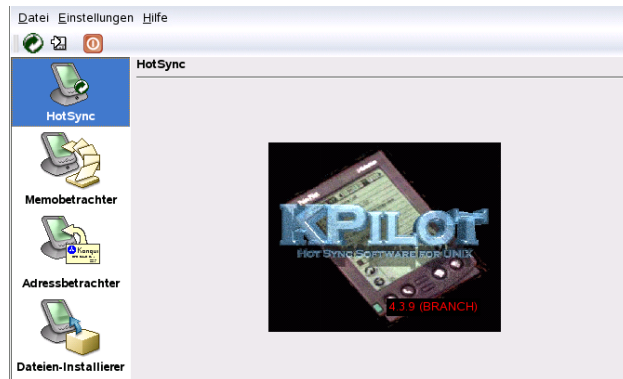 Datei Einstellungen Hilfe
HotSync
HotSync
Memobetrachter
Adressbetrachter
Dateien-Installierer
KPILOT
HOT SYNC SOFTWARE FOR UNIX
4.3.9 (BRANCH)